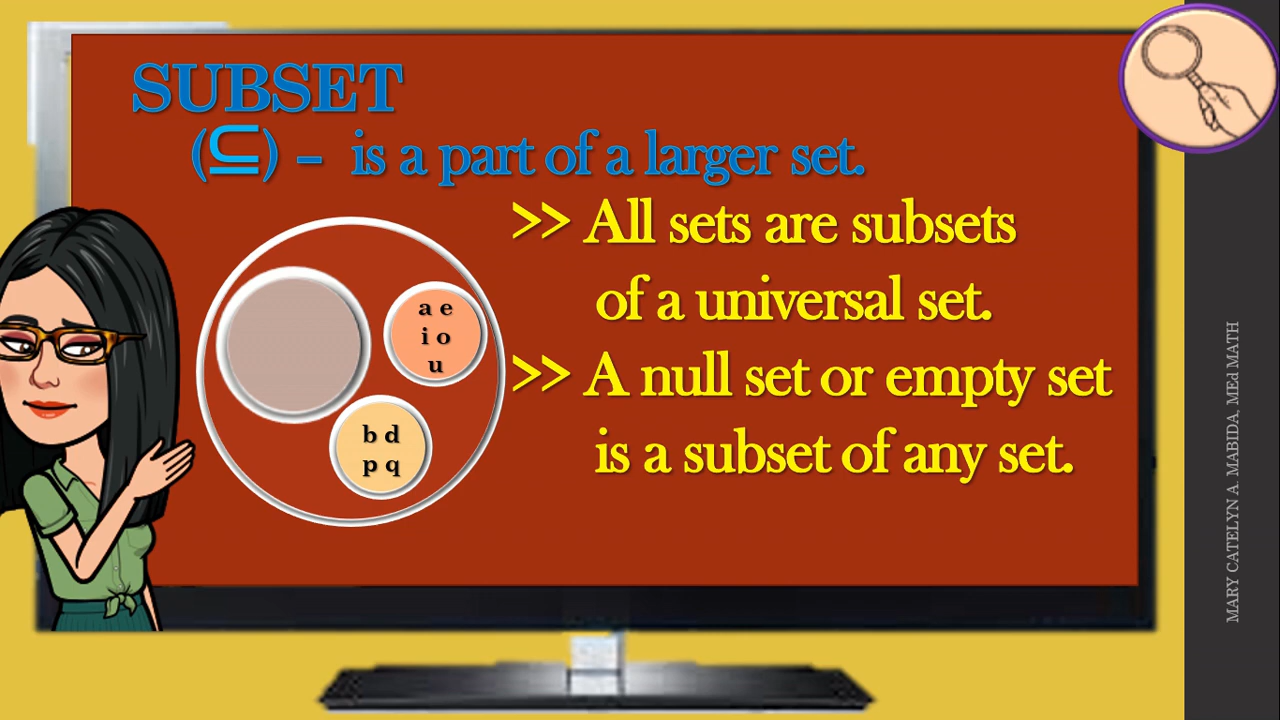 SUBSET
(⊆) – is a part of a larger set.
>> All sets are subsets
of a universal set.
>> A null set or empty set
is a subset of any set.
a e
i o
u
b d
p q
MARY CATELYN A. MABIDA, MEd MATH